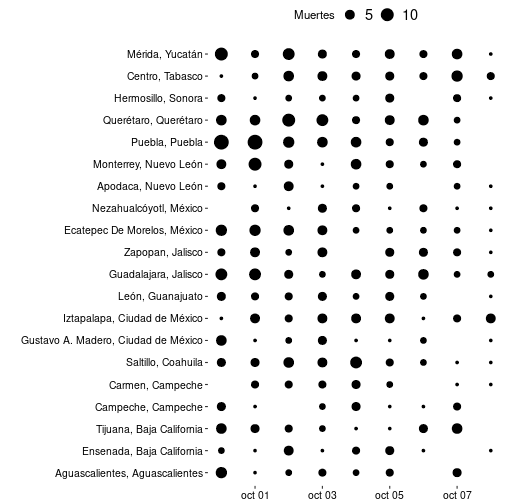 Muertes 5 10
Mérida, Yucatán
Centro, Tabasco
Hermosillo, Sonora
Querétaro, Querétaro
Puebla, Puebla
Monterrey, Nuevo León
Apodaca, Nuevo León
Nezahualcóyotl, México
Ecatepec De Morelos, México
Zapopan, Jalisco
Guadalajara, Jalisco
León, Guanajuato
Iztapalapa, Ciudad de México
Gustavo A. Madero, Ciudad de México
Saltillo, Coahuila
Carmen, Campeche
Campeche, Campeche
Tijuana, Baja California
Ensenada, Baja California
Aguascalientes, Aguascalientes
oct 01 oct 03 oct 05 oct 07